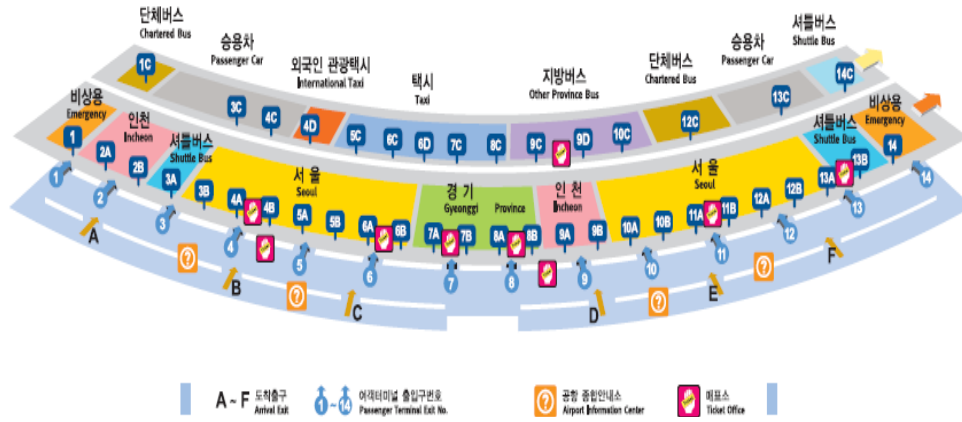 단체버스
Chartered Bus
승용차
Passenger Car
외국인 관광택시
International Taxi
택시
Taxi
지방버스
Other Province Bus
단체버스
Chartered Bus
승용차
Passenger Car
셔틀버스
Shuttle Bus
1C
3C
4C
4D
5C
6C
6D
7C
8C
9C
9D
10C
12C
13C
14C
비상용
Emergency
인천
Incheon
셔틀버스
Shuttle Bus
서울
Seoul
경기
Gyeonggi Province
인천
Incheon
서울
Seoul
셔틀버스
Shuttle Bus
비상용
Emergency
1
2A
2B
3A
3B
4A
4B
5A
5B
6A
6B
7A
7B
8A
8B
9A
9B
10A
10B
11A
11B
12A
12B
13A
13B
14
1
2
3
4
5
6
7
8
9
10
11
12
13
14
A
B
C
D
E
F
A ~ F 도착출구
Arrival Exit
1 ~ 14 여객터미널 출입구번호
Passenger Terminal Exit No.
공항 종합안내소
Airport Information Center
매표소
Ticket Office